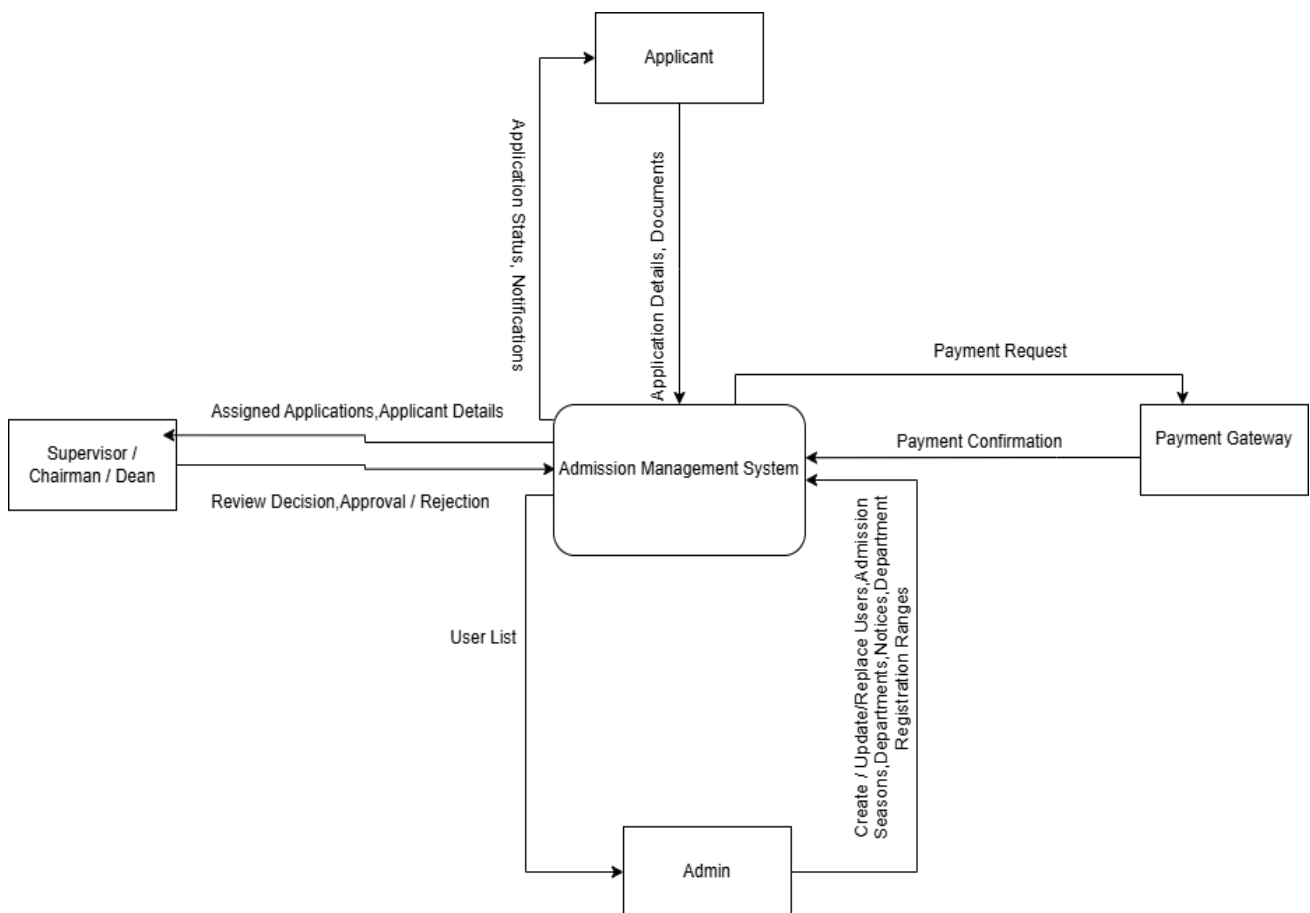 Applicant
Application Status, Notifications
Application Details, Documents
Payment Request
Assigned Applications,Applicant Details
Supervisor /
Chairman / Dean
Admission Management System
Payment Confirmation
Payment Gateway
Review Decision,Approval / Rejection
User List
Create / Update/Replace Users,Admission
Seasons,Departments,Notices,Department
Registration Ranges
Admin